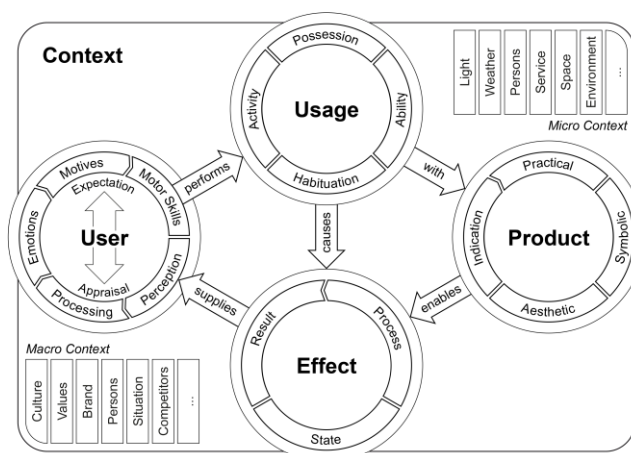 Context
Possession
Activity
Usage
Ability
Habituation
Light
Weather
Persons
Service
Space
Environment
...
Micro Context
performs
with
causes
Motives
Motor Skills
Expectation
Emotions
User
Appraisal
Processing
Perception
Practical
Indication
Product
Symbolic
Aesthetic
supplies
enables
Result
Process
Effect
State
Macro Context
Culture
Values
Brand
Persons
Situation
Competitors
...